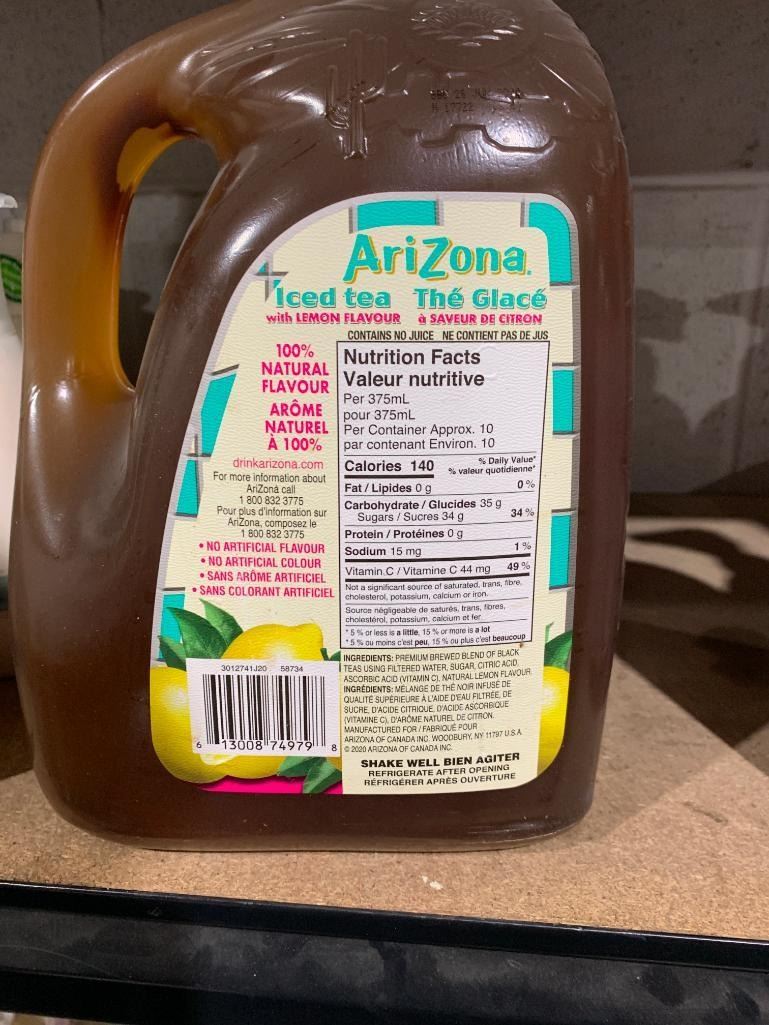 AriZona
Iced tea Thé Glacé
with LEMON FLAVOUR à SAVEUR DE CITRON
CONTAINS NO JUICE NE CONTIENT PAS DE JUS
100%
NATURAL
FLAVOUR
ARÔME
NATUREL
À 100%
drinkarizona.com
For more information about
AriZona call
1 800 832 3775
Pour plus d'information sur
AriZona, composez le
1 800 832 3775
• NO ARTIFICIAL FLAVOUR
• NO ARTIFICIAL COLOUR
• SANS ARÔME ARTIFICIEL
• SANS COLORANT ARTIFICIEL
Nutrition Facts
Valeur nutritive
Per 375mL
pour 375mL
Per Container Approx. 10
par contenant Environ. 10
Calories 140 % Daily Value*
% valeur quotidienne*
Fat / Lipides 0 g 0 %
Carbohydrate / Glucides 35 g
Sugars / Sucres 34 g 34 %
Protein / Protéines 0 g
Sodium 15 mg 1 %
Vitamin.C / Vitamine C 44 mg 49 %
Not a significant source of saturated, trans, fibre,
cholesterol, potassium, calcium or iron.
Source négligeable de saturés, trans, fibres,
cholestérol, potassium, calcium et fer
* 5 % or less is a little, 15 % or more is a lot
* 5 % ou moins c'est peu, 15 % ou plus c'est beaucoup
INGREDIENTS: PREMIUM BREWED BLEND OF BLACK
TEAS USING FILTERED WATER, SUGAR, CITRIC ACID,
ASCORBIC ACID (VITAMIN C), NATURAL LEMON FLAVOUR.
INGRÉDIENTS: MÉLANGE DE THÉ NOIR INFUSÉ DE
QUALITÉ SUPÉRIEURE À L'AIDE D'EAU FILTRÉE, DE
SUCRE, D'ACIDE CITRIQUE, D'ACIDE ASCORBIQUE
(VITAMINE C), D'ARÔME NATUREL DE CITRON.
MANUFACTURED FOR / FABRIQUÉ POUR
ARIZONA OF CANADA INC. WOODBURY, NY 11797 U.S.A.
© 2020 ARIZONA OF CANADA INC.
SHAKE WELL BIEN AGITER
REFRIGERATE AFTER OPENING
RÉFRIGÉRER APRÈS OUVERTURE
3012741J20 58734
6 13008 74979 8